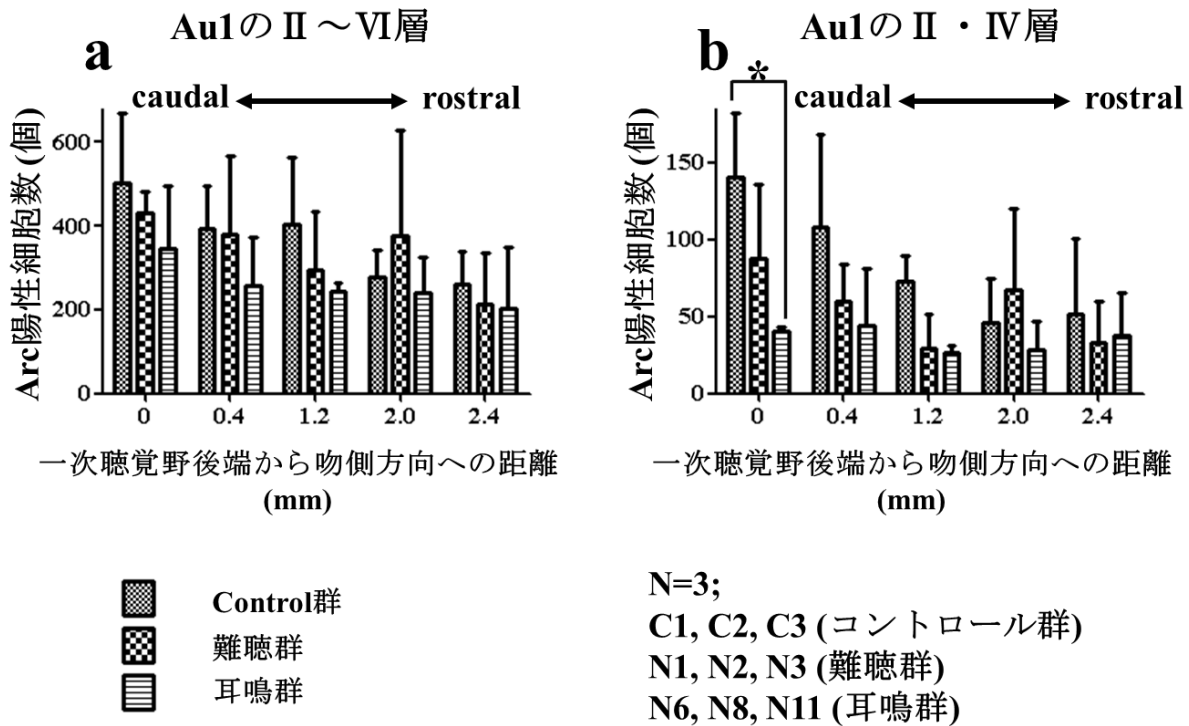 Au1のⅡ～Ⅵ層
a
caudal
rostral
Arc陽性細胞数 (個)
600
400
200
0
0
0.4
1.2
2.0
2.4
一次聴覚野後端から吻側方向への距離
(mm)
Au1のⅡ・Ⅳ層
b
*
caudal
rostral
Arc陽性細胞数 (個)
150
100
50
0
0
0.4
1.2
2.0
2.4
一次聴覚野後端から吻側方向への距離
(mm)
Control群
難聴群
耳鳴群
N=3;
C1, C2, C3 (コントロール群)
N1, N2, N3 (難聴群)
N6, N8, N11 (耳鳴群)